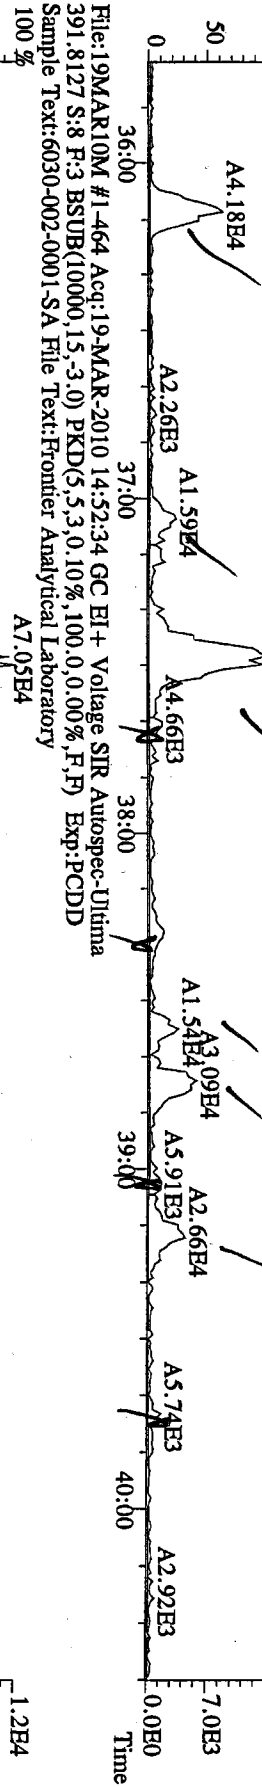 50
7.0E3
A4.18E4
A2.26E3
A1.59E4
A4.66E3
A1.54E4
A3.09E4
A5.91E3
A2.66E4
A5.74E3
A2.92E3
0
0.0E0
36:00
37:00
38:00
39:00
40:00
Time
File:19MAR10M #1-464 Acq:19-MAR-2010 14:52:34 GC EI+ Voltage SIR Autospec-Ultima
391.8127 S:8 F:3 BSUB(10000,15,-3.0) PKD(5,5,3,0.10%,100.0,0.00%,F,F) Exp:PCDD
Sample Text:6030-002-0001-SA File Text:Frontier Analytical Laboratory
100 %
A7.05E4
1.2E4